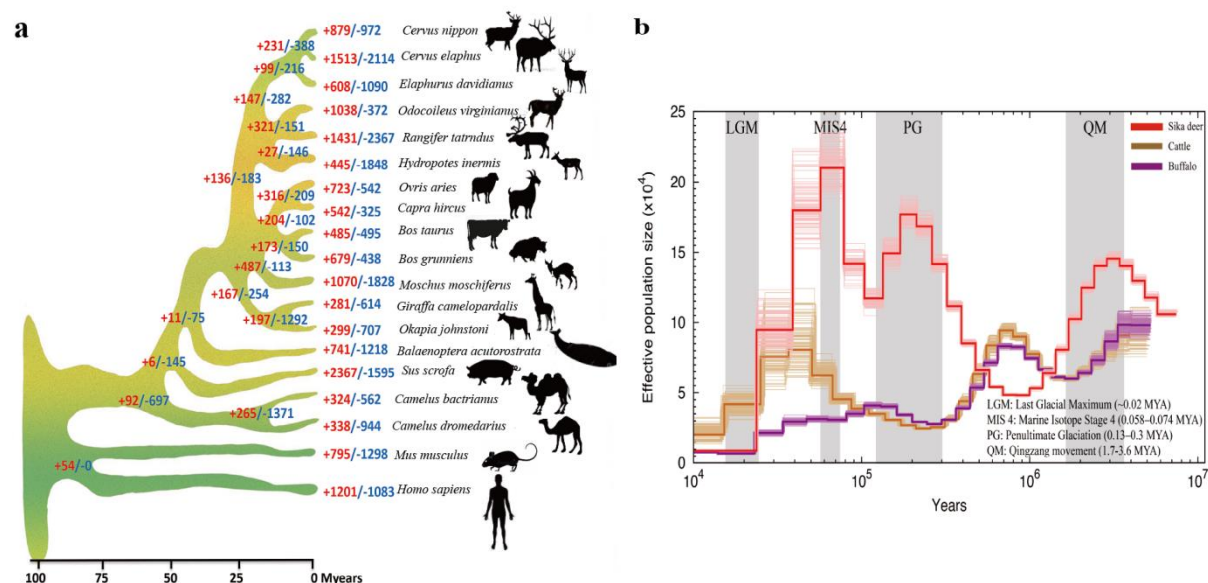 a
+879/-972 Cervus nippon
+231/-388
+1513/-2114 Cervus elaphus
+99/-216
+608/-1090 Elaphurus davidianus
+147/-282
+1038/-372 Odocoileus virginianus
+321/-151
+1431/-2367 Rangifer tatrndus
+27/-146
+445/-1848 Hydropotes inermis
+136/-183
+723/-542 Ovris aries
+316/-209
+542/-325 Capra hircus
+204/-102
+485/-495 Bos taurus
+173/-150
+679/-438 Bos grunniens
+487/-113
+1070/-1828 Moschus moschiferus
+167/-254
+281/-614 Giraffa camelopardalis
+11/-75
+197/-1292
+299/-707 Okapia johnstoni
+741/-1218 Balaenoptera acutorostrata
+6/-145
+2367/-1595 Sus scrofa
+92/-697
+324/-562 Camelus bactrianus
+265/-1371
+338/-944 Camelus dromedarius
+795/-1298 Mus musculus
+54/-0
+1201/-1083 Homo sapiens
100 75 50 25 0 Myears
b
Effective population size (x10⁴)
25
20
15
10
5
0
LGM MIS4 PG QM
Sika deer
Cattle
Buffalo
LGM: Last Glacial Maximum (~0.02 MYA)
MIS 4: Marine Isotope Stage 4 (0.058–0.074 MYA)
PG: Penultimate Glaciation (0.13–0.3 MYA)
QM: Qingzang movement (1.7-3.6 MYA)
10⁴ 10⁵ 10⁶ 10⁷
Years